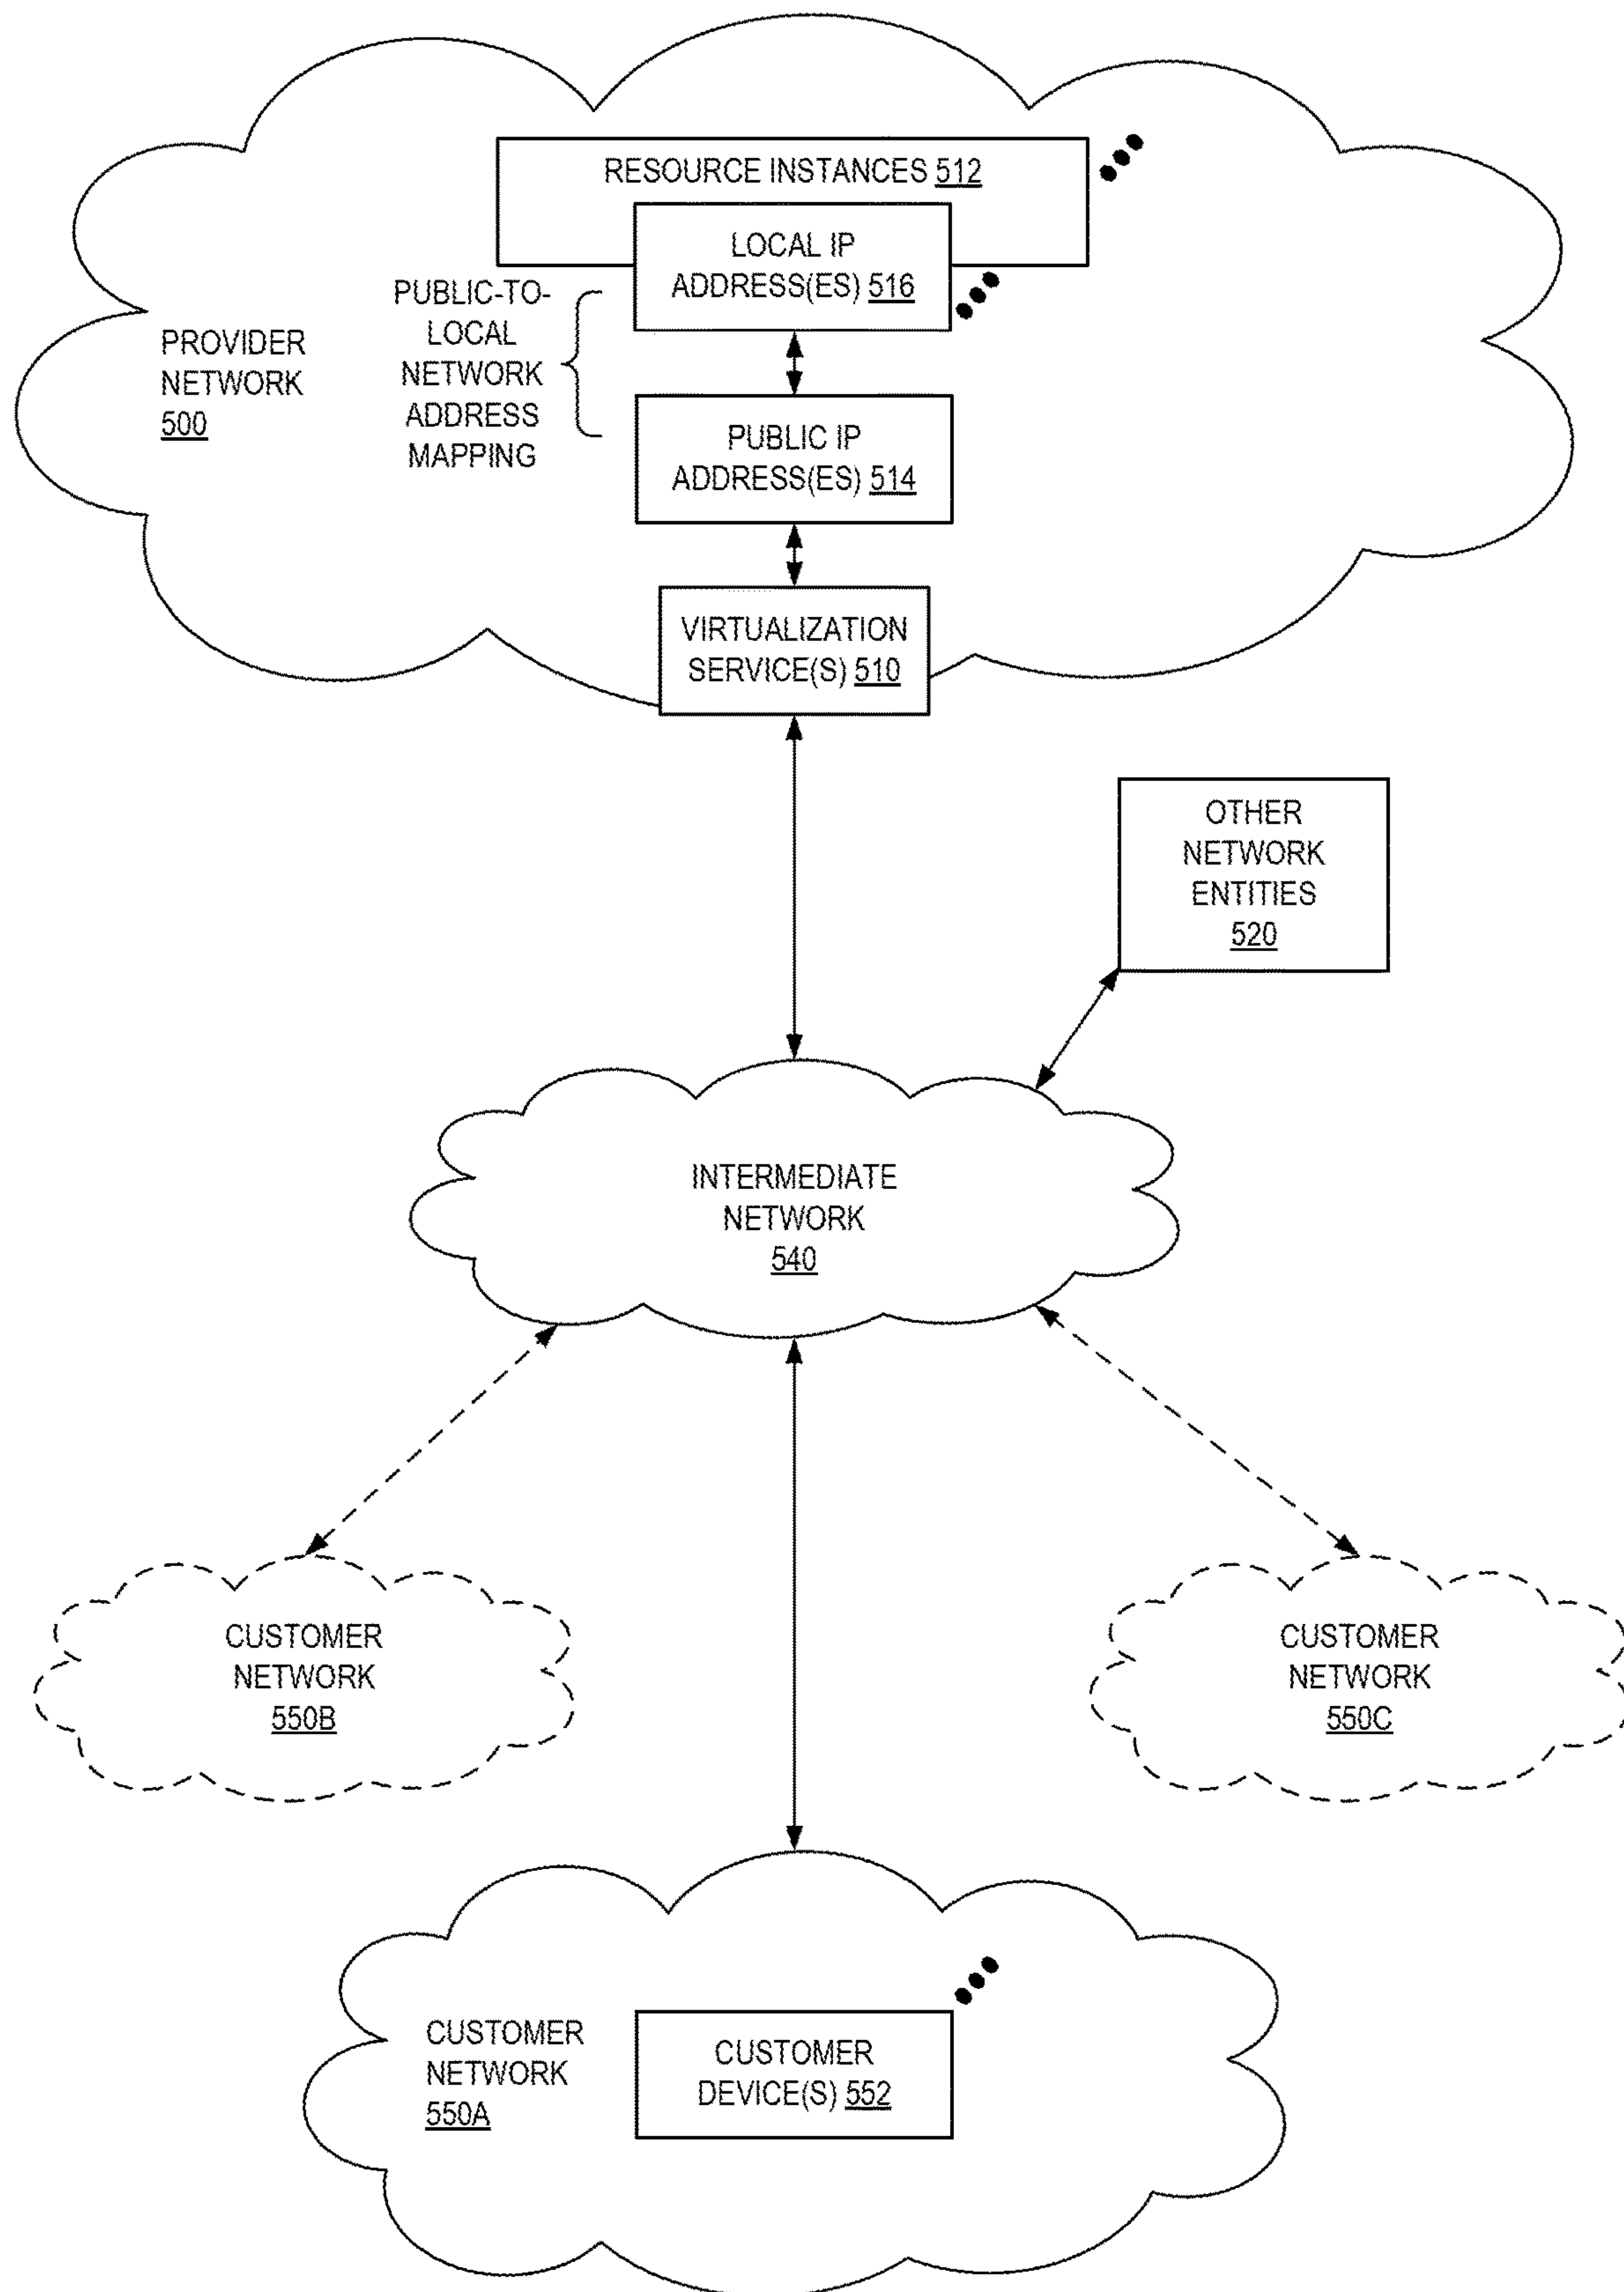 RESOURCE INSTANCES 512
LOCAL IP
ADDRESS(ES) 516
PUBLIC-TO-
LOCAL
NETWORK
ADDRESS
MAPPING
PROVIDER
NETWORK
500
PUBLIC IP
ADDRESS(ES) 514
VIRTUALIZATION
SERVICE(S) 510
OTHER
NETWORK
ENTITIES
520
INTERMEDIATE
NETWORK
540
CUSTOMER
NETWORK
550B
CUSTOMER
NETWORK
550C
CUSTOMER
NETWORK
550A
CUSTOMER
DEVICE(S) 552